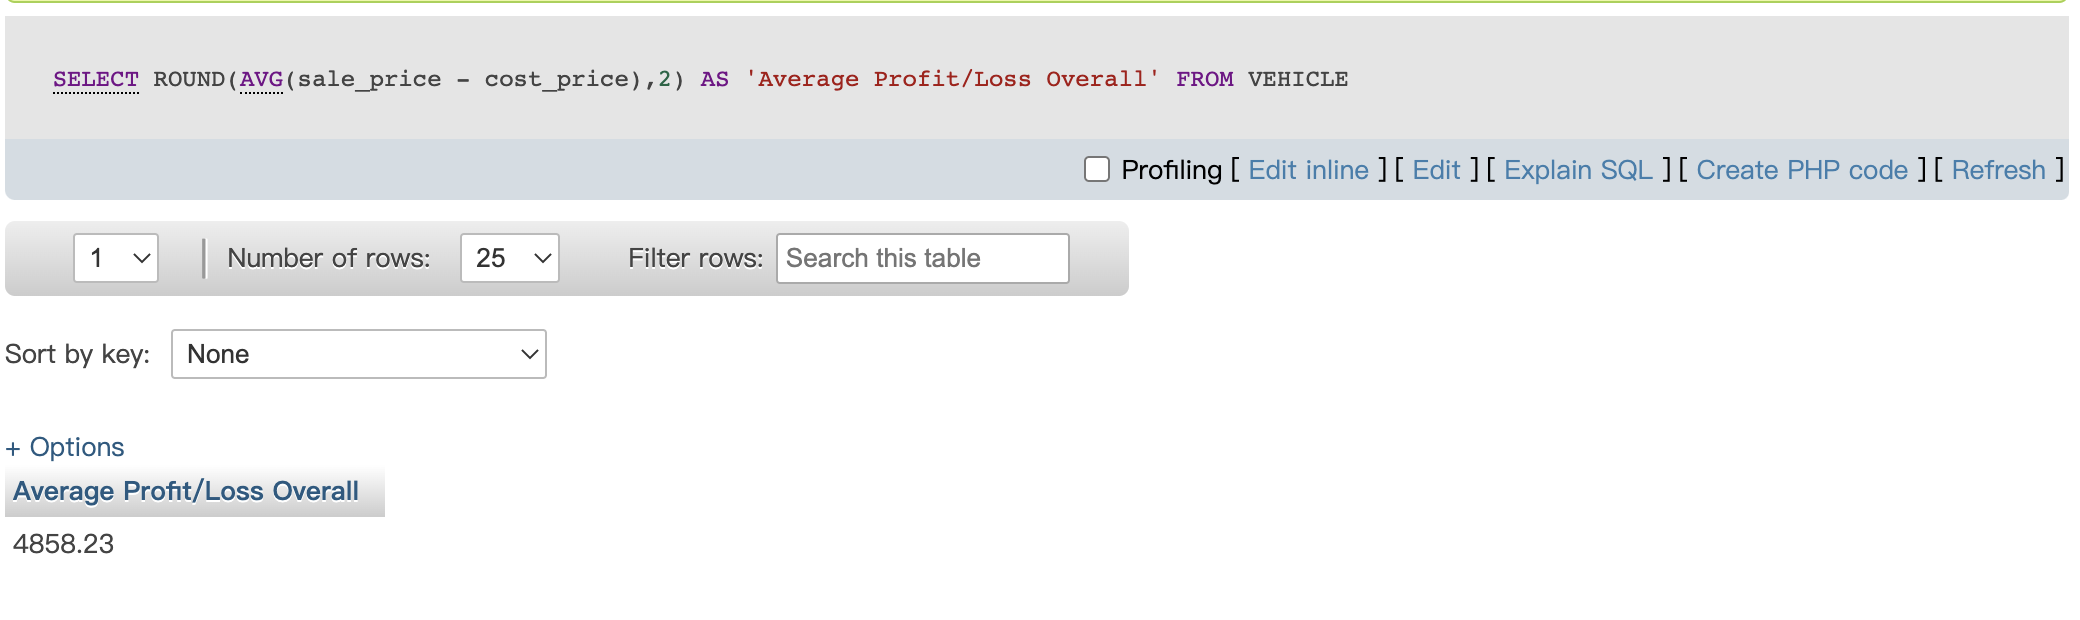 SELECT ROUND(AVG(sale_price - cost_price),2) AS 'Average Profit/Loss Overall' FROM VEHICLE
Profiling [ Edit inline ] [ Edit ] [ Explain SQL ] [ Create PHP code ] [ Refresh ]
1 Number of rows: 25 Filter rows: Search this table
Sort by key: None
+ Options
Average Profit/Loss Overall
4858.23